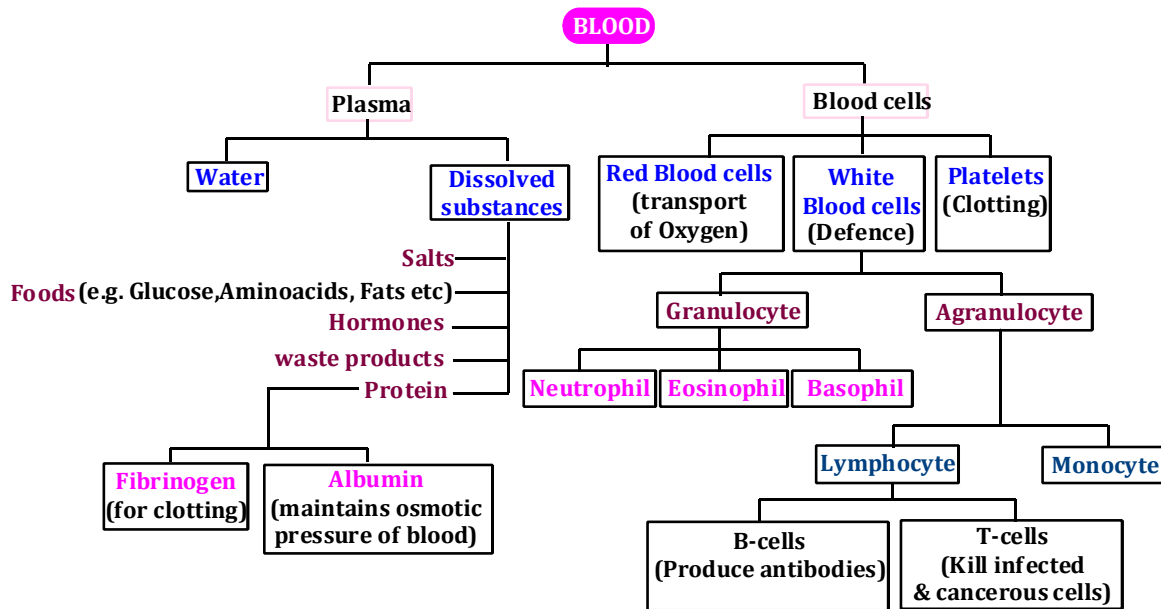 BLOOD
Plasma
Blood cells
Water
Dissolved
substances
Red Blood cells
(transport
of Oxygen)
White
Blood cells
(Defence)
Platelets
(Clotting)
Salts
Foods(e.g. Glucose,Aminoacids, Fats etc)
Hormones
waste products
Protein
Fibrinogen
(for clotting)
Albumin
(maintains osmotic
pressure of blood)
Granulocyte
Agranulocyte
Neutrophil
Eosinophil
Basophil
Lymphocyte
Monocyte
B-cells
(Produce antibodies)
T-cells
(Kill infected
& cancerous cells)